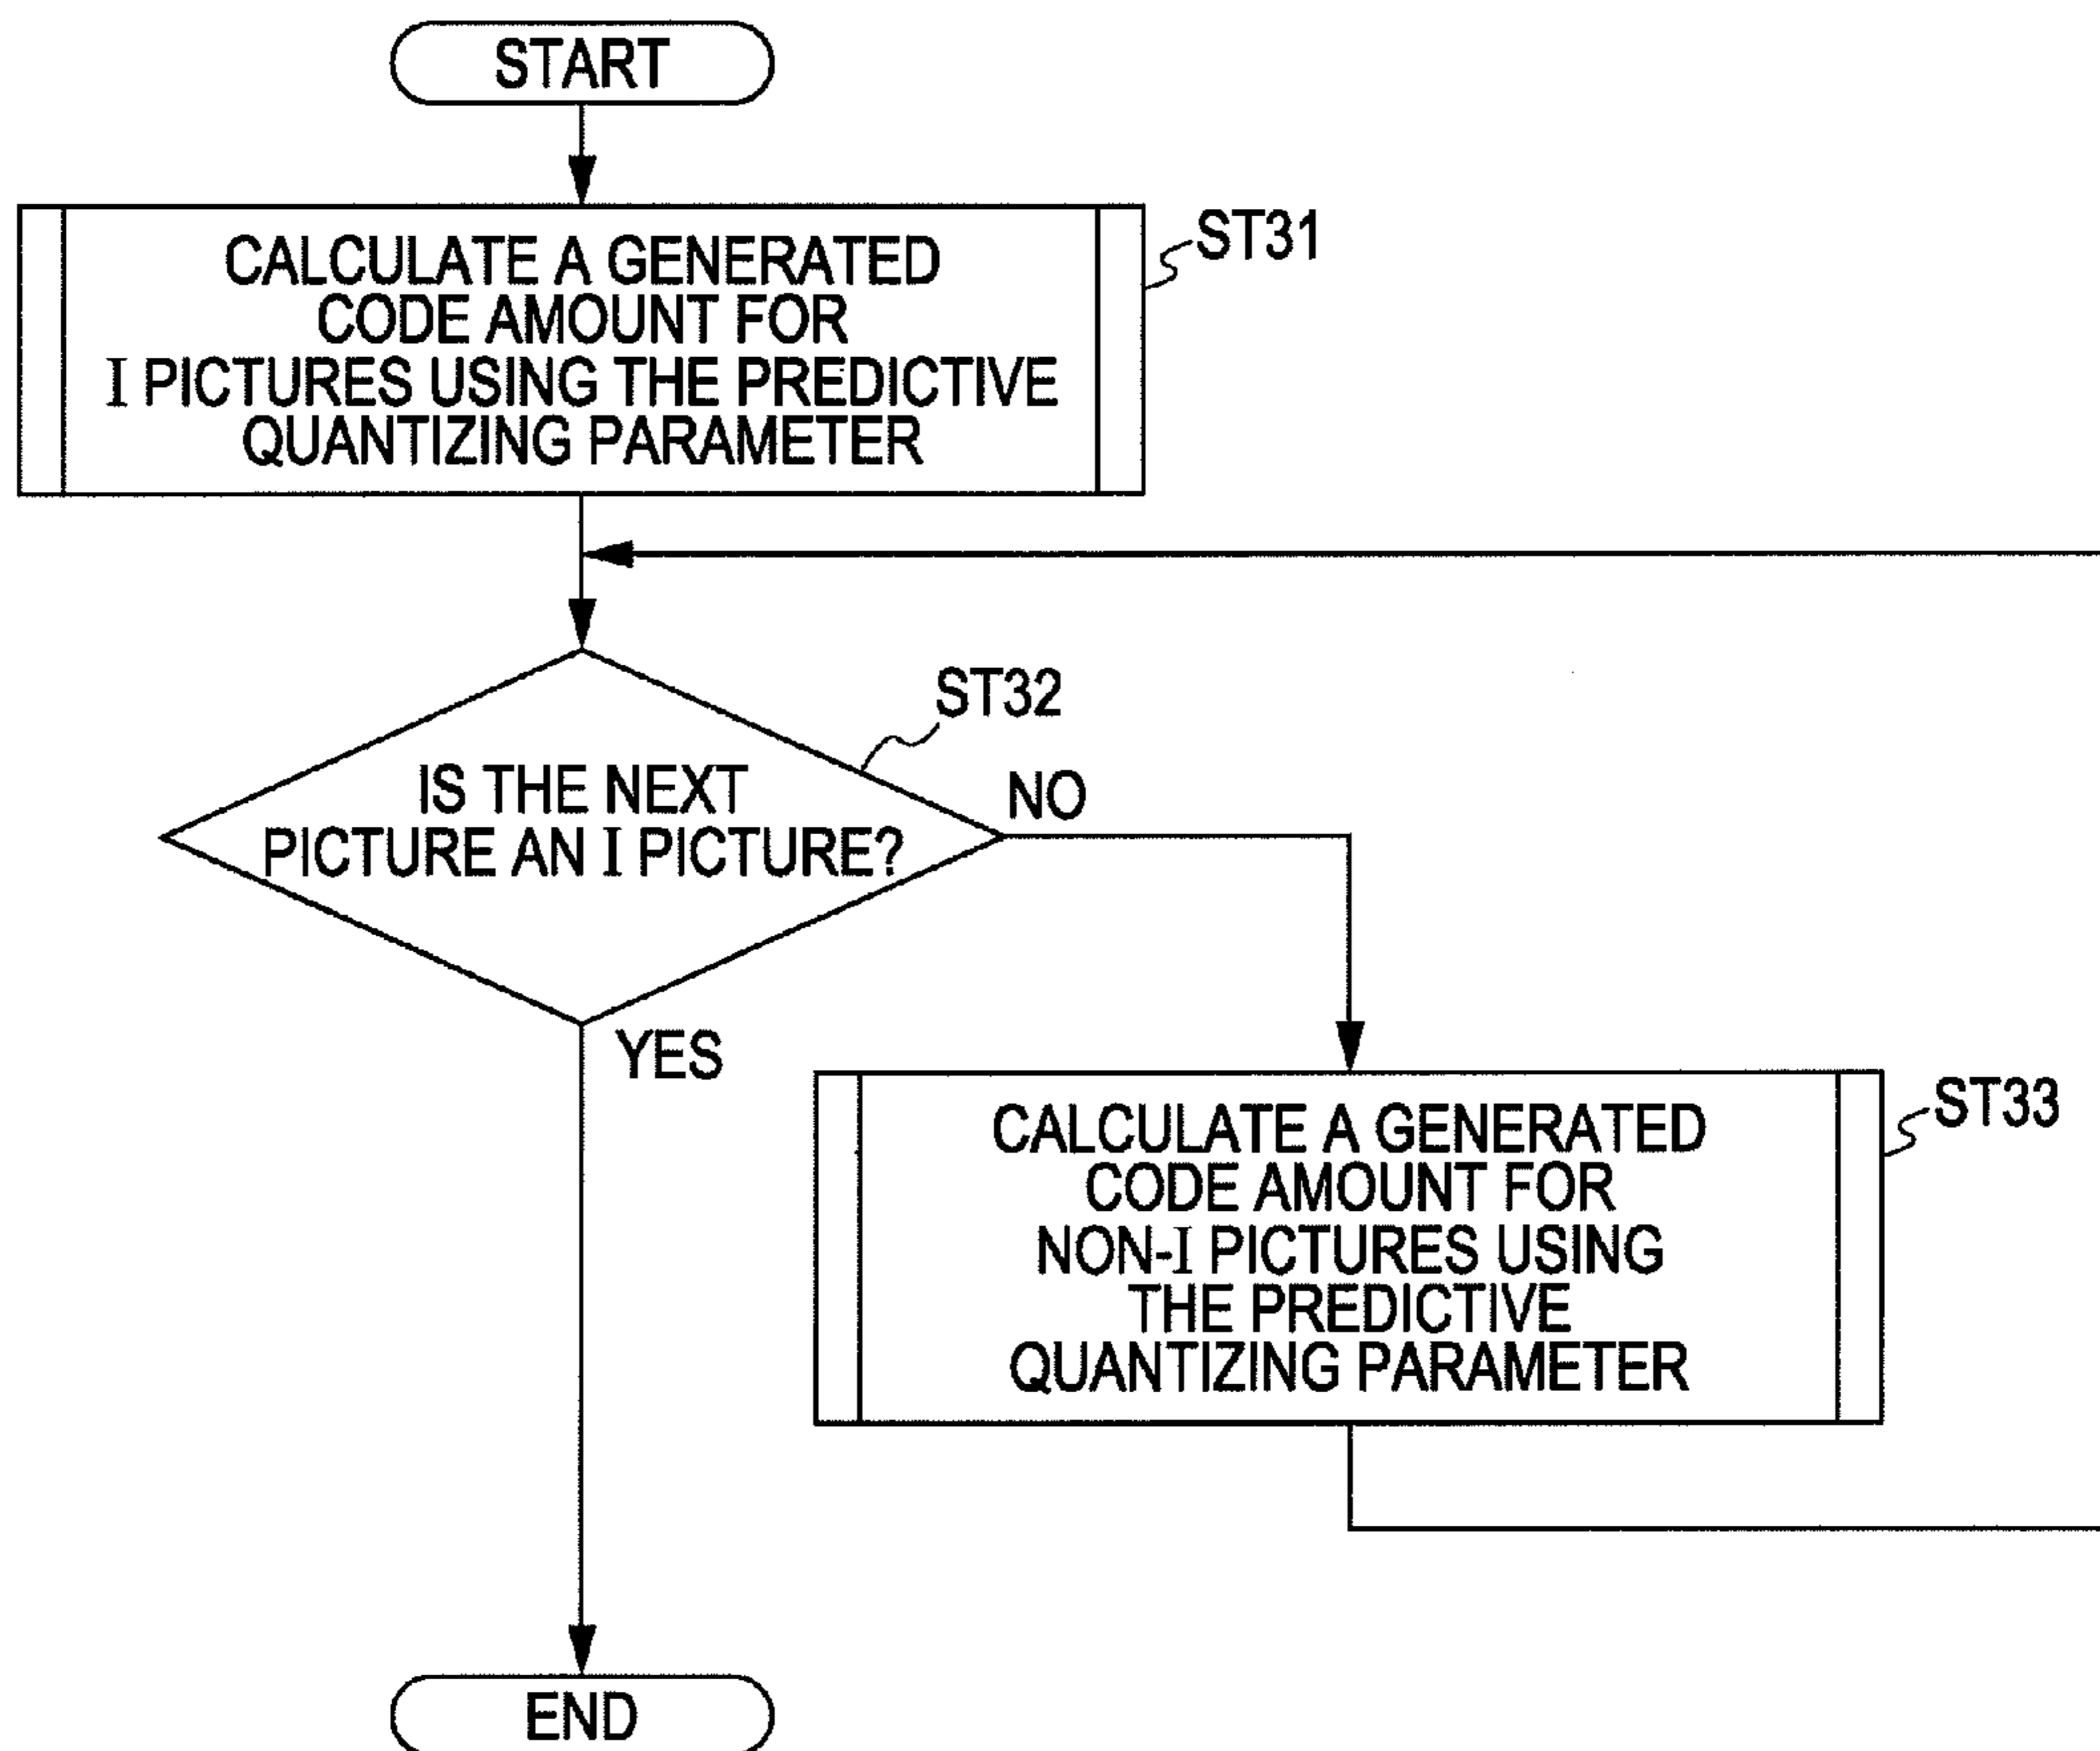 START
CALCULATE A GENERATED
CODE AMOUNT FOR
I PICTURES USING THE PREDICTIVE
QUANTIZING PARAMETER
ST31
ST32
IS THE NEXT
PICTURE AN I PICTURE?
NO
YES
CALCULATE A GENERATED
CODE AMOUNT FOR
NON-I PICTURES USING
THE PREDICTIVE
QUANTIZING PARAMETER
ST33
END